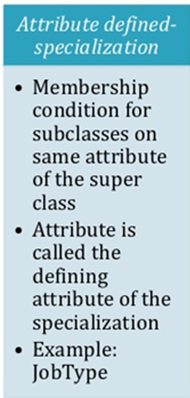 Attribute defined-
specialization
• Membership
condition for
subclasses on
same attribute
of the super
class
• Attribute is
called the
defining
attribute of the
specialization
• Example:
JobType